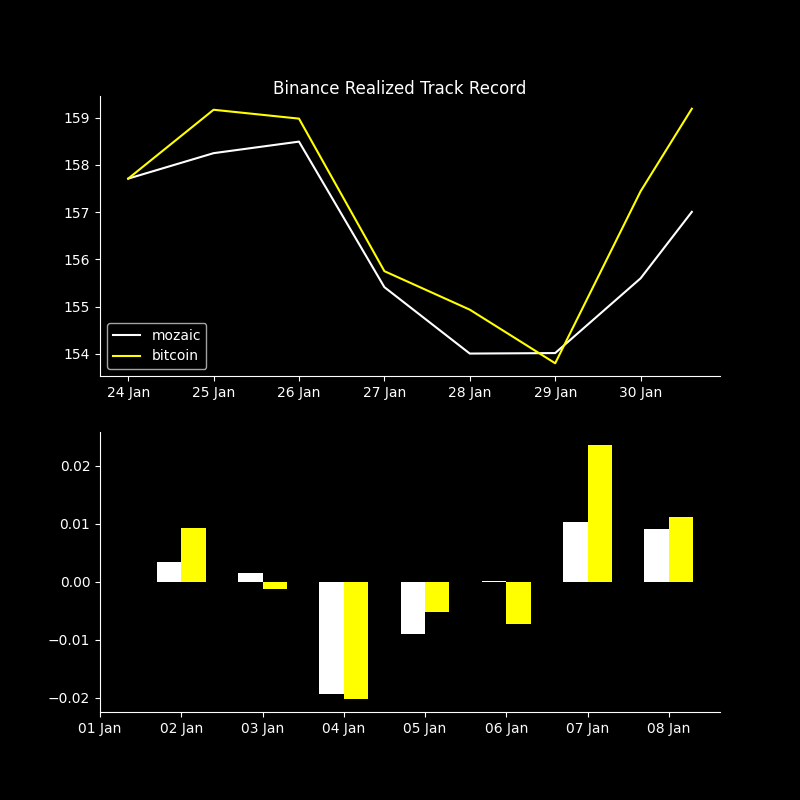 Binance Realized Track Record
159
158
157
156
155
154
mozaic
bitcoin
24 Jan 25 Jan 26 Jan 27 Jan 28 Jan 29 Jan 30 Jan
0.02
0.01
0.00
−0.01
−0.02
01 Jan 02 Jan 03 Jan 04 Jan 05 Jan 06 Jan 07 Jan 08 Jan